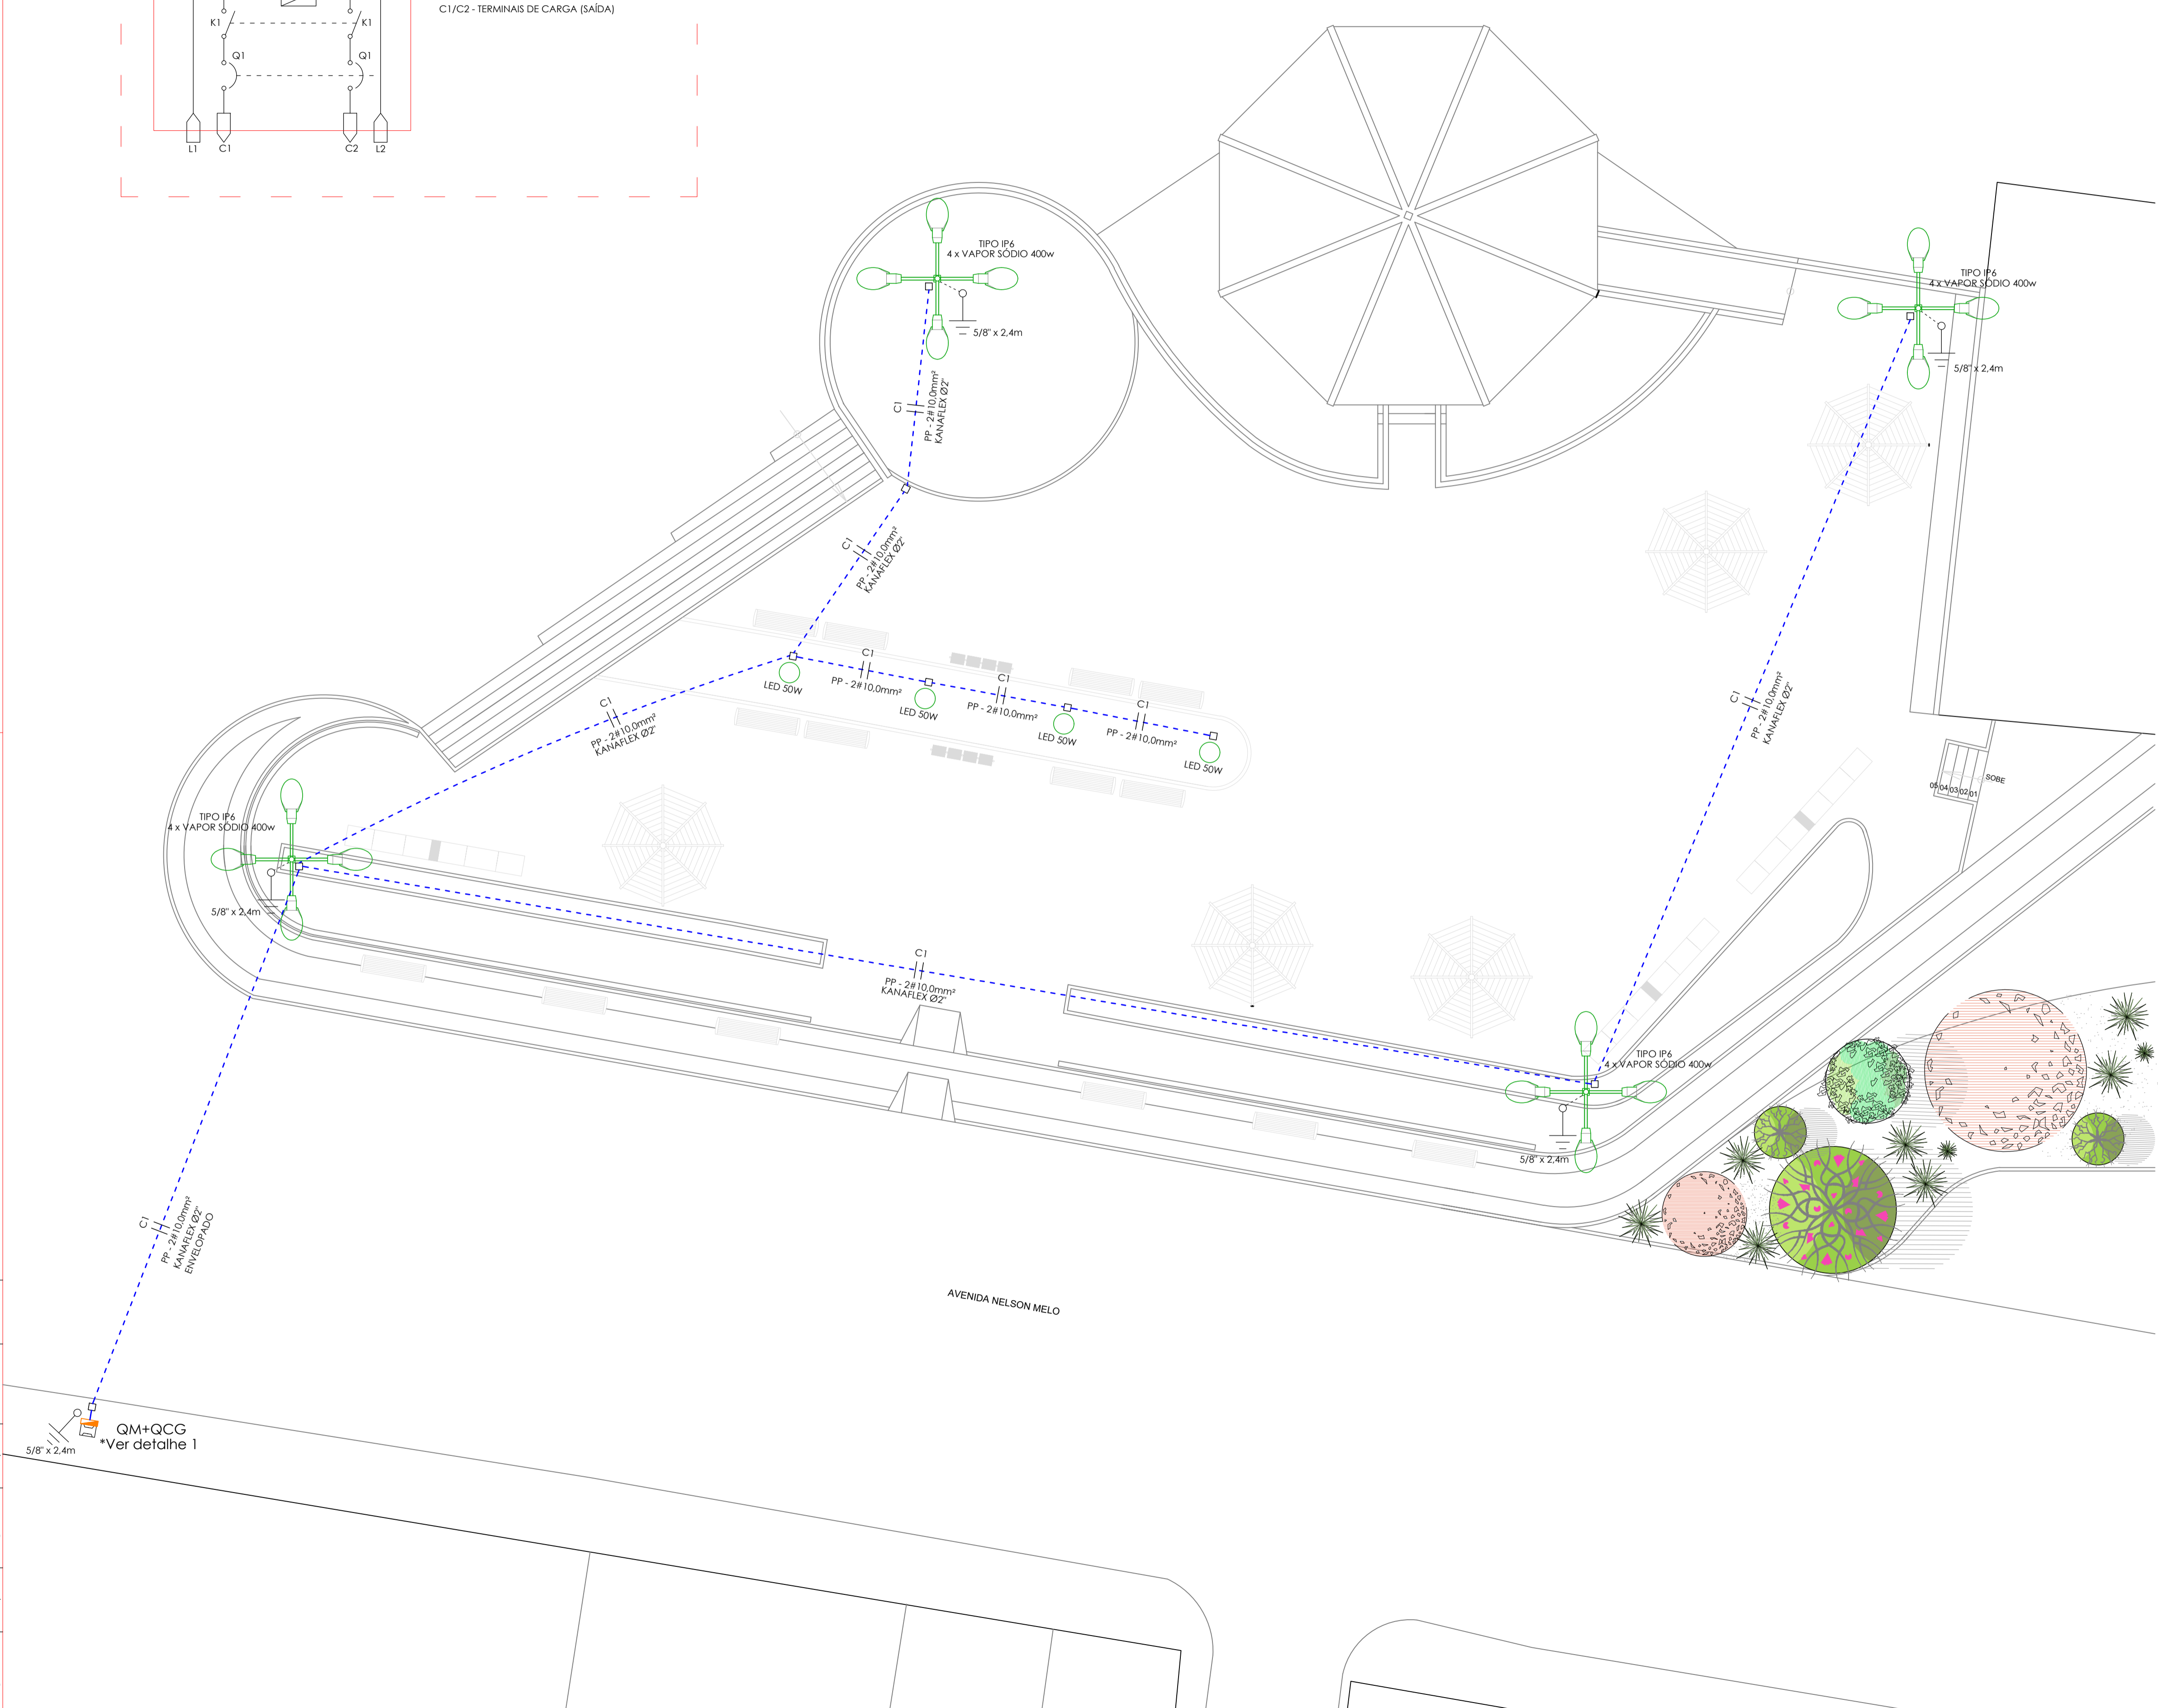 C1/C2 - TERMINAIS DE CARGA (SAÍDA)
K1
K1
Q1
Q1
L1
C1
C2
L2
TIPO IP6
4 x VAPOR SÓDIO 400w
5/8" x 2,4m
TIPO IP6
4 x VAPOR SÓDIO 400w
5/8" x 2,4m
C1
PP - 2#10,0mm²
KANAFLEX Ø2"
C1
PP - 2#10,0mm²
KANAFLEX Ø2"
C1
PP - 2#10,0mm²
C1
PP - 2#10,0mm²
C1
PP - 2#10,0mm²
LED 50W
LED 50W
LED 50W
LED 50W
C1
PP - 2#10,0mm²
KANAFLEX Ø2"
C1
PP - 2#10,0mm²
KANAFLEX Ø2"
SOBE
05 04 03 02 01
TIPO IP6
4 x VAPOR SÓDIO 400w
5/8" x 2,4m
C1
PP - 2#10,0mm²
KANAFLEX Ø2"
TIPO IP6
4 x VAPOR SÓDIO 400w
5/8" x 2,4m
C1
PP - 2#10,0mm²
KANAFLEX Ø2"
ENVELOPADO
AVENIDA NELSON MELO
QM+QCG
*Ver detalhe 1
5/8" x 2,4m